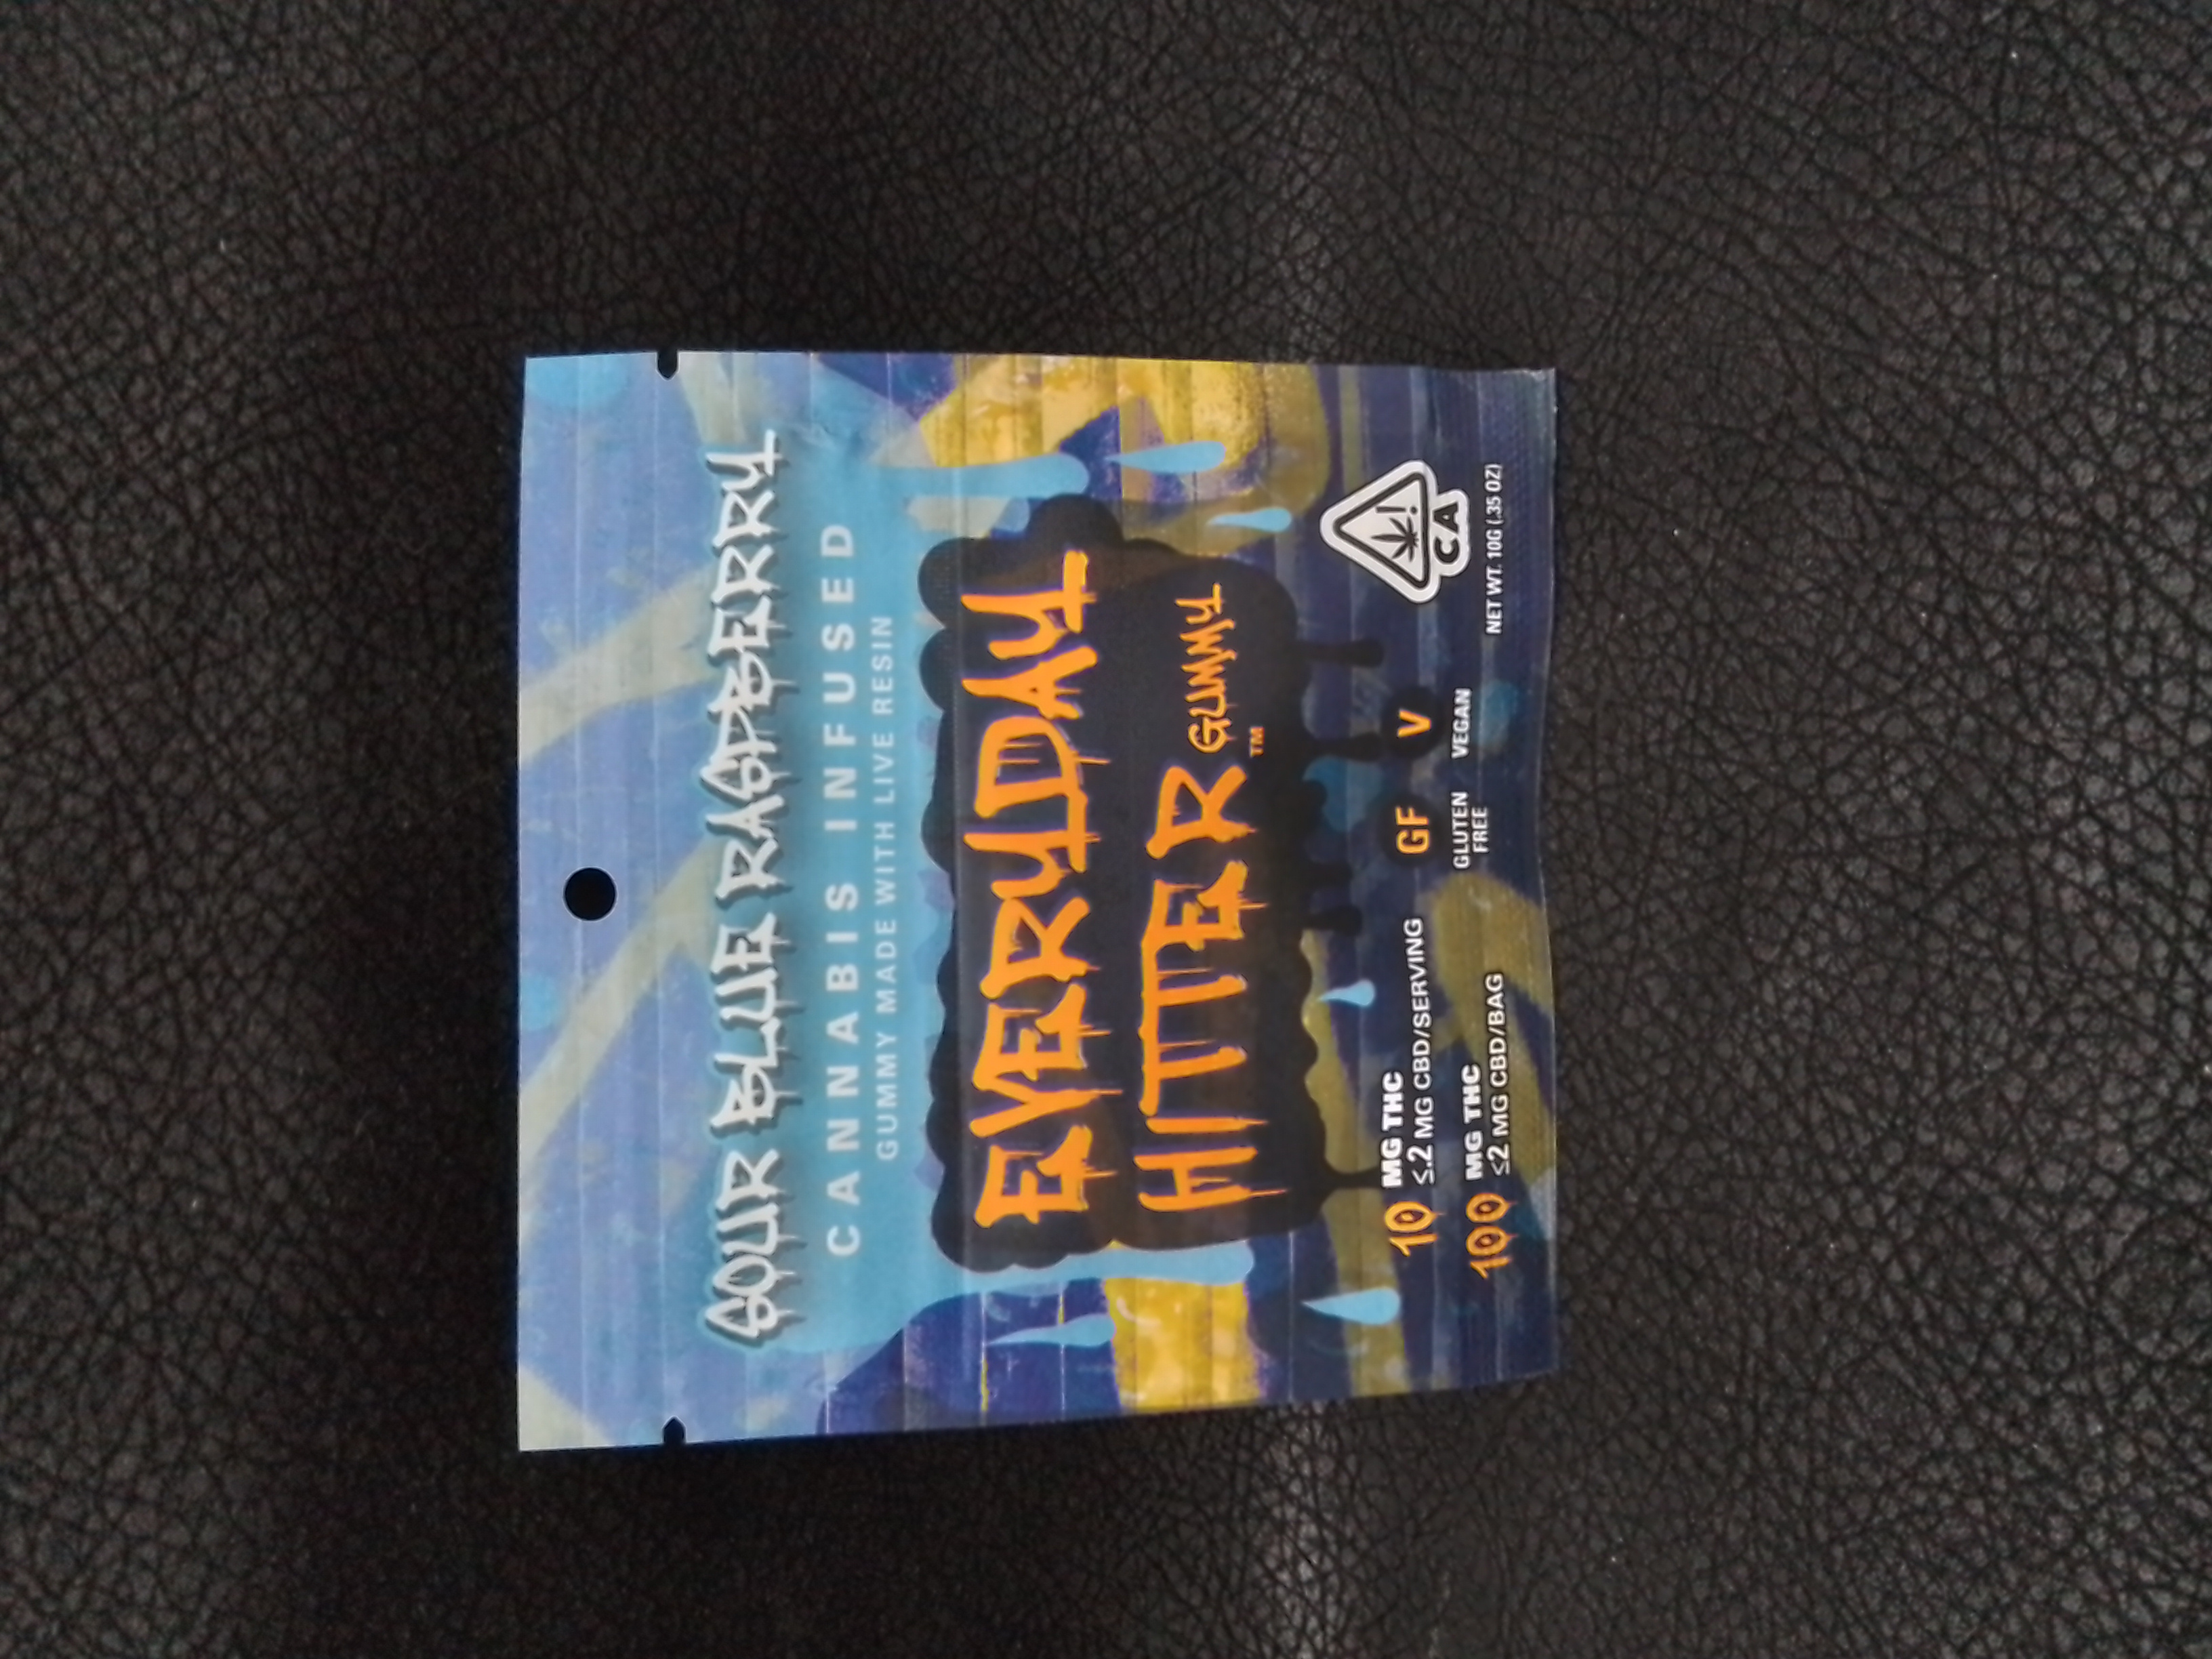 SOUR BLUE RASPBERRY
CANNABIS INFUSED
GUMMY MADE WITH LIVE RESIN
EVERYDAY
HITTER GUMMY
™
10 MG THC
≤.2 MG CBD/SERVING
100 MG THC
≤2 MG CBD/BAG
GF
GLUTEN
FREE
V
VEGAN
!
CA
NET WT. 10G (.35 OZ)